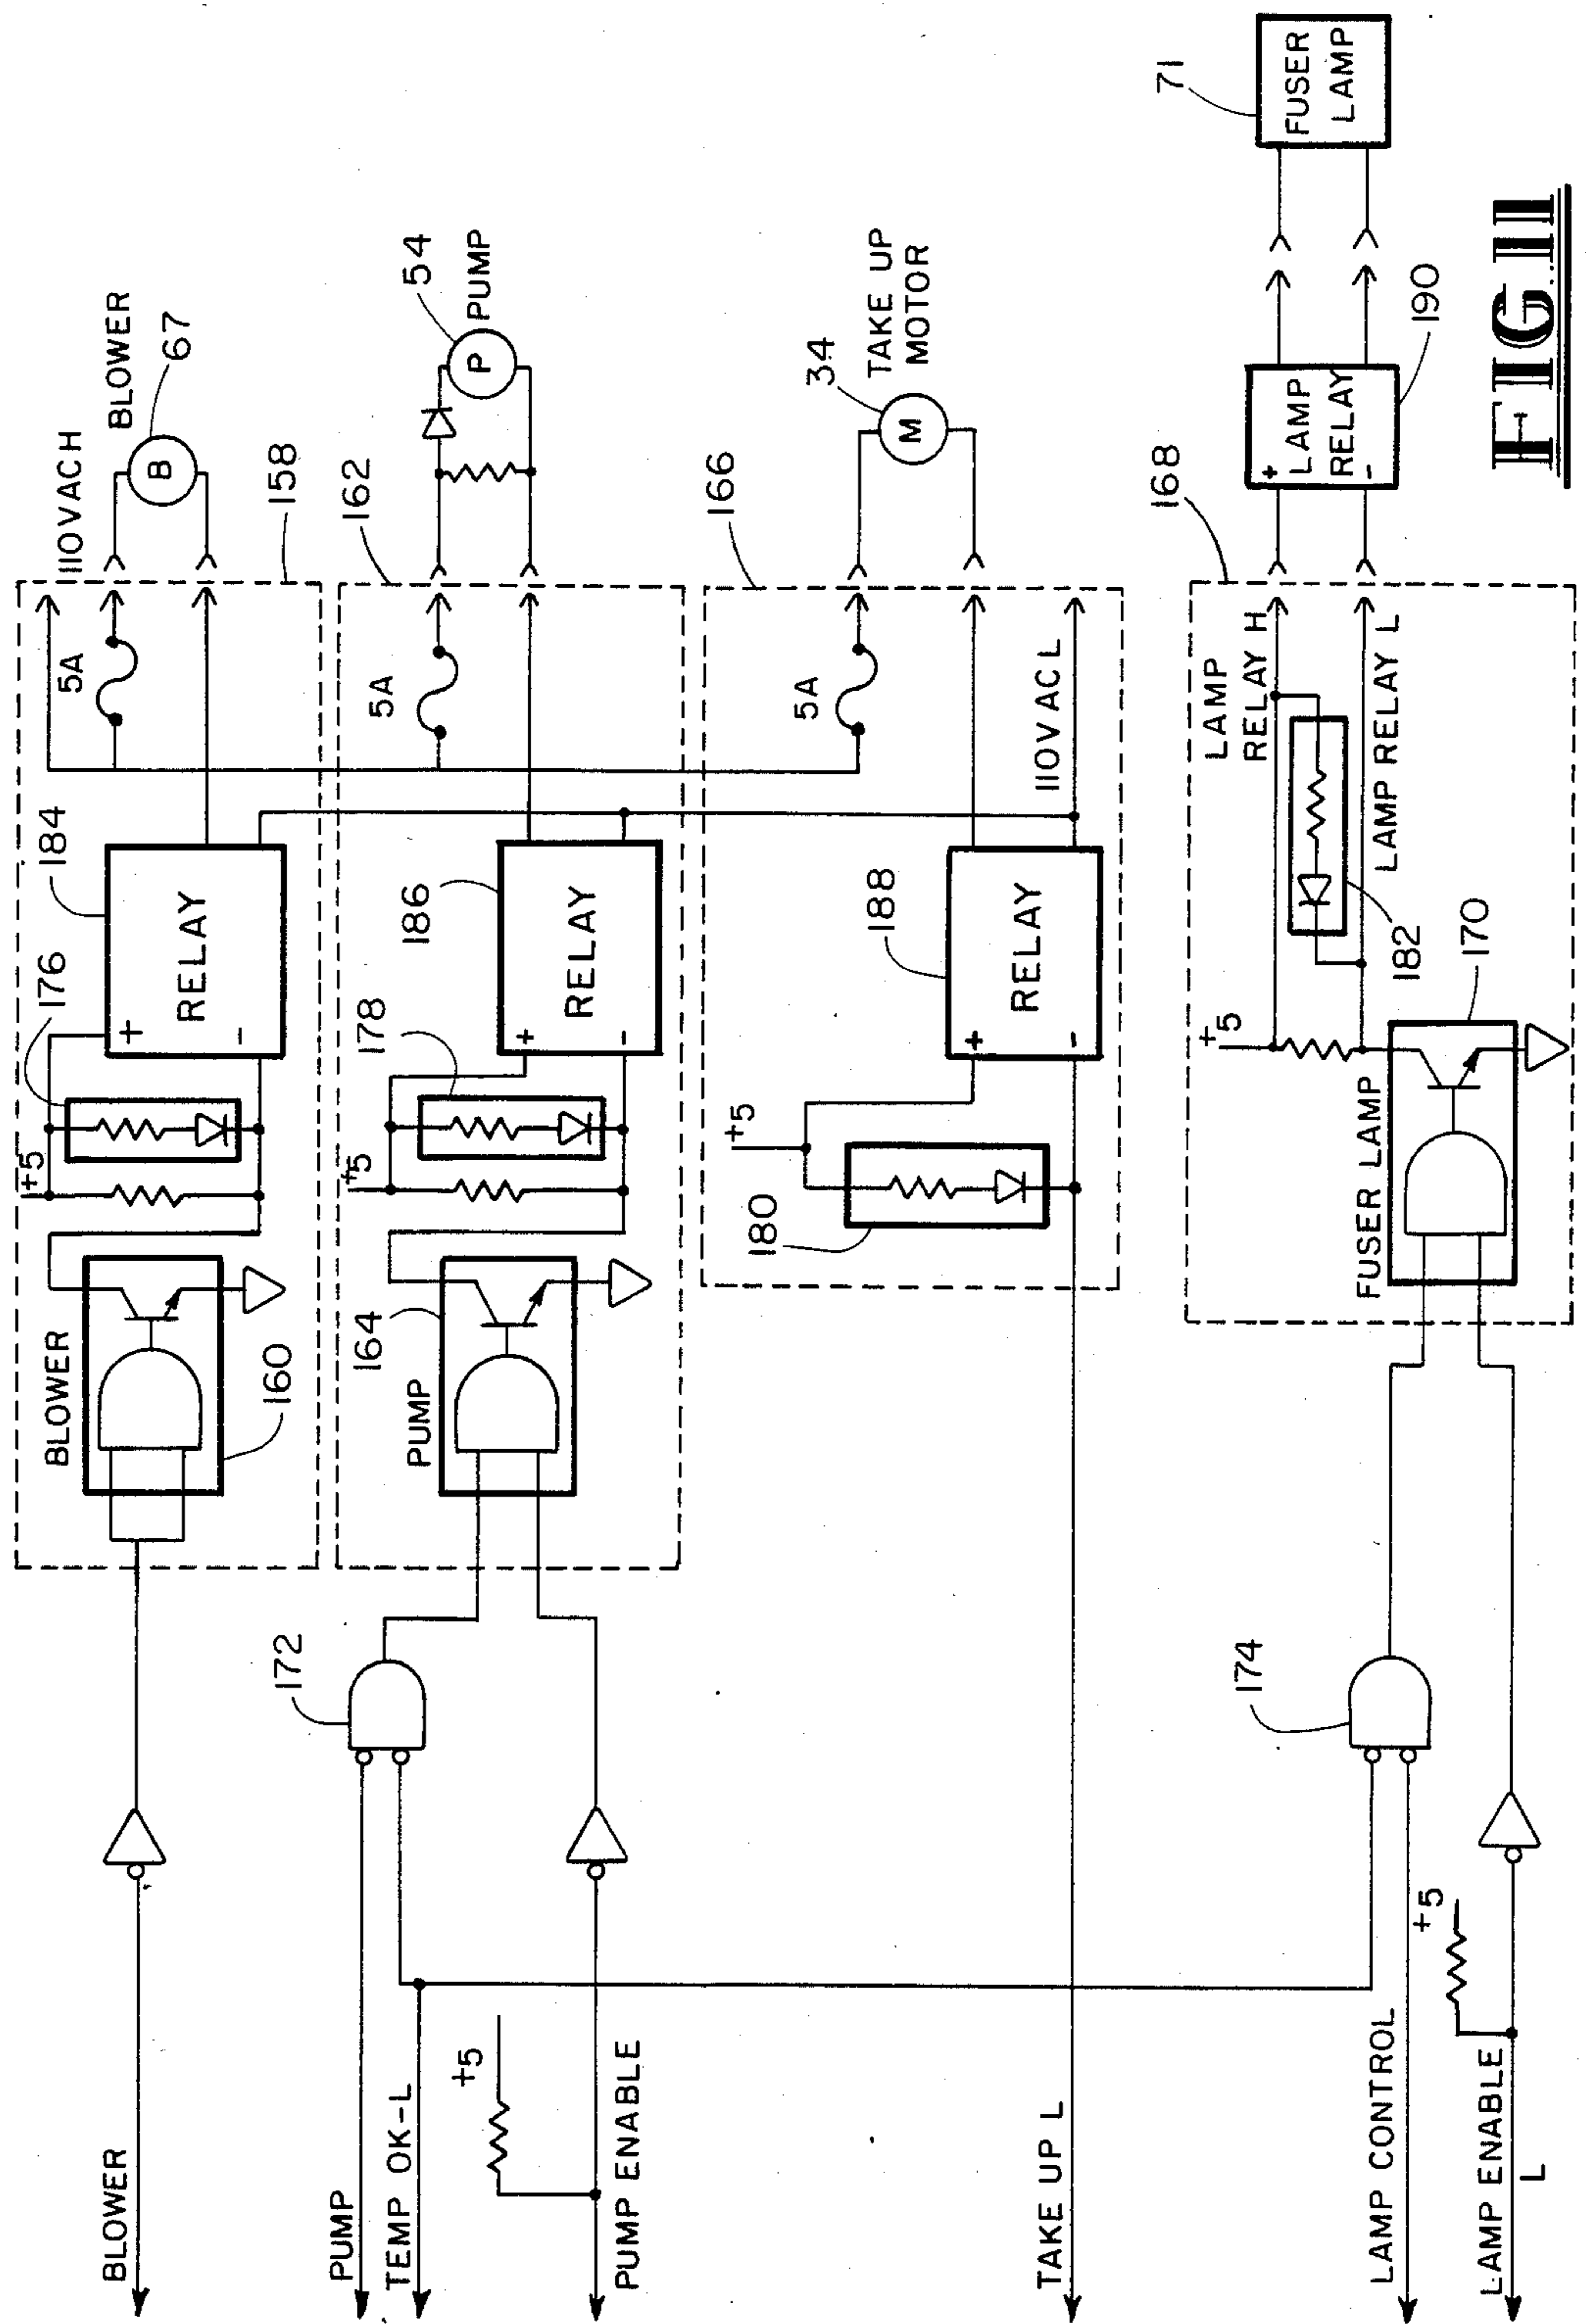 BLOWER
PUMP
TEMP OK-L
+5
PUMP ENABLE
TAKE UP L
LAMP CONTROL
+5
LAMP ENABLE
L
172
174
BLOWER
160
+5
176
+
-
RELAY
184
5A
110VAC H
BLOWER
B
67
158
PUMP
164
+5
178
+
-
RELAY
186
5A
162
54
P
PUMP
180
+5
+
-
RELAY
188
5A
110VAC L
166
34
M
TAKE UP
MOTOR
FUSER LAMP
170
+5
182
LAMP
RELAY H
LAMP RELAY L
168
+
-
LAMP
RELAY
190
71
FUSER
LAMP
FIG 11